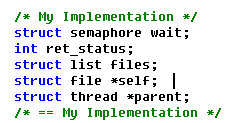 /* My Implementation */
struct semaphore wait;
int ret_status;
struct list files;
struct file *self;
struct thread *parent;
/* == My Implementation */